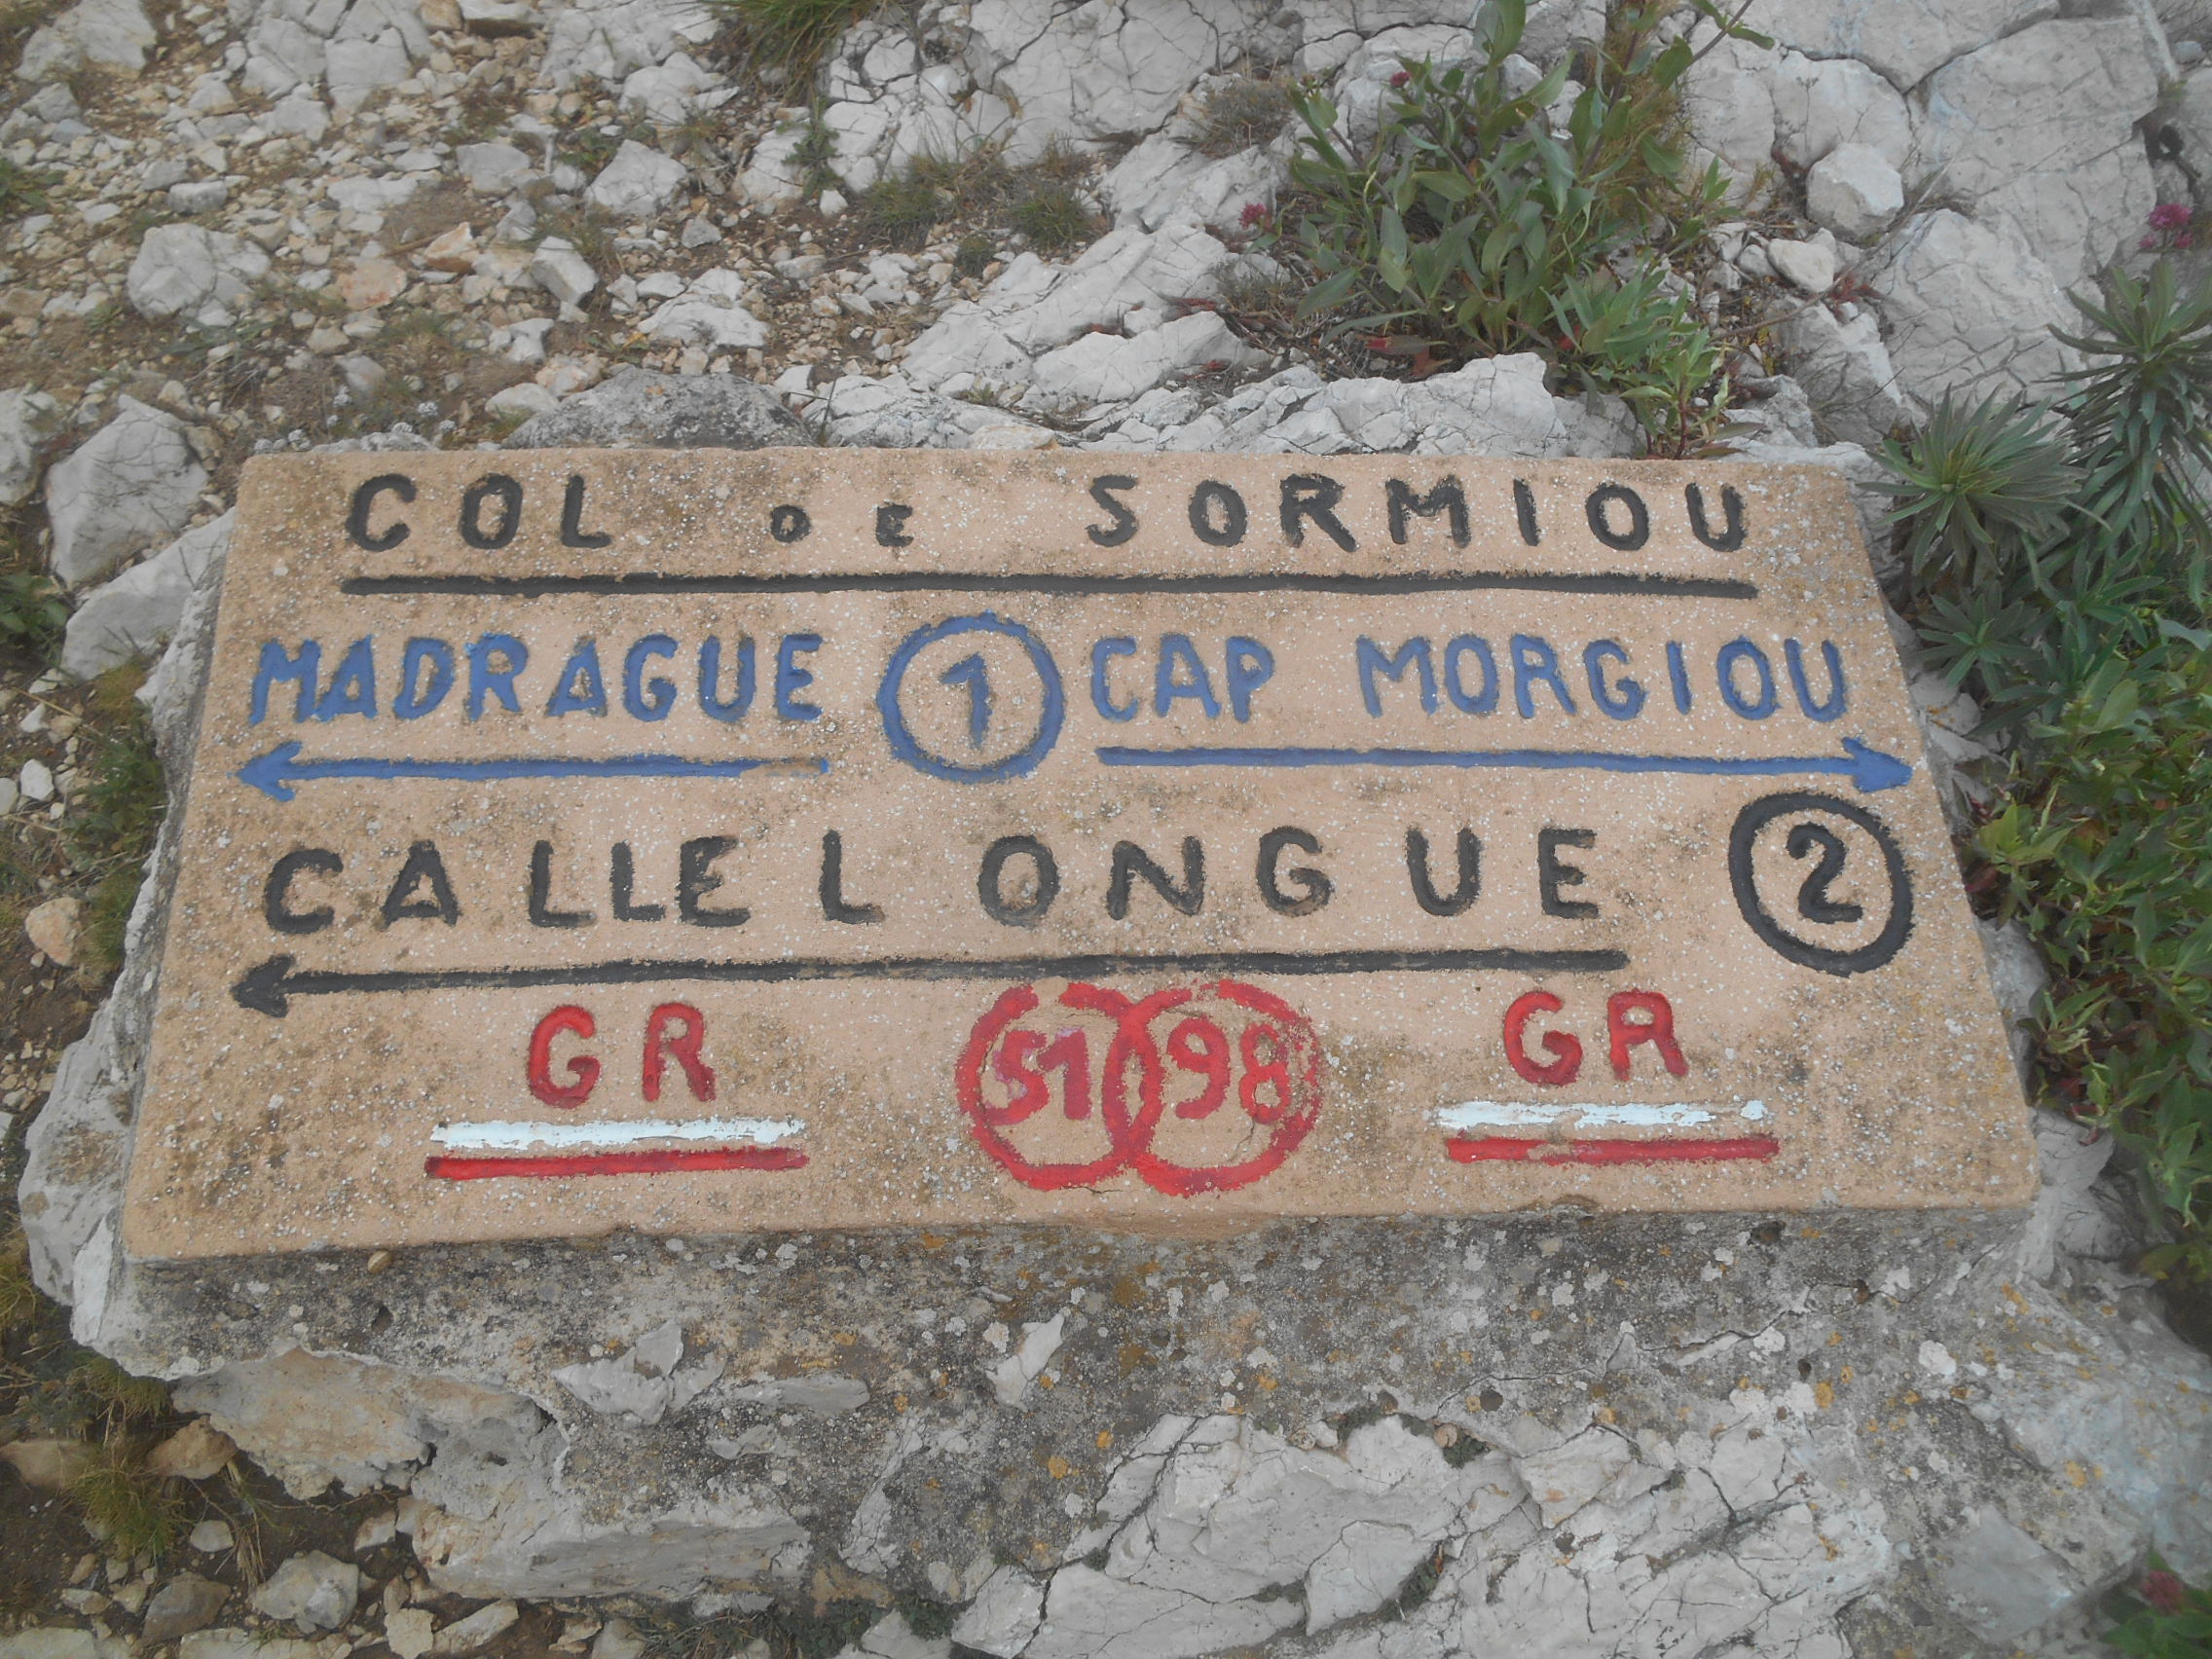 COL DE SORMIOU
MADRAGUE 1 CAP MORGIOU
CALLELONGUE 2
GR 51 98 GR